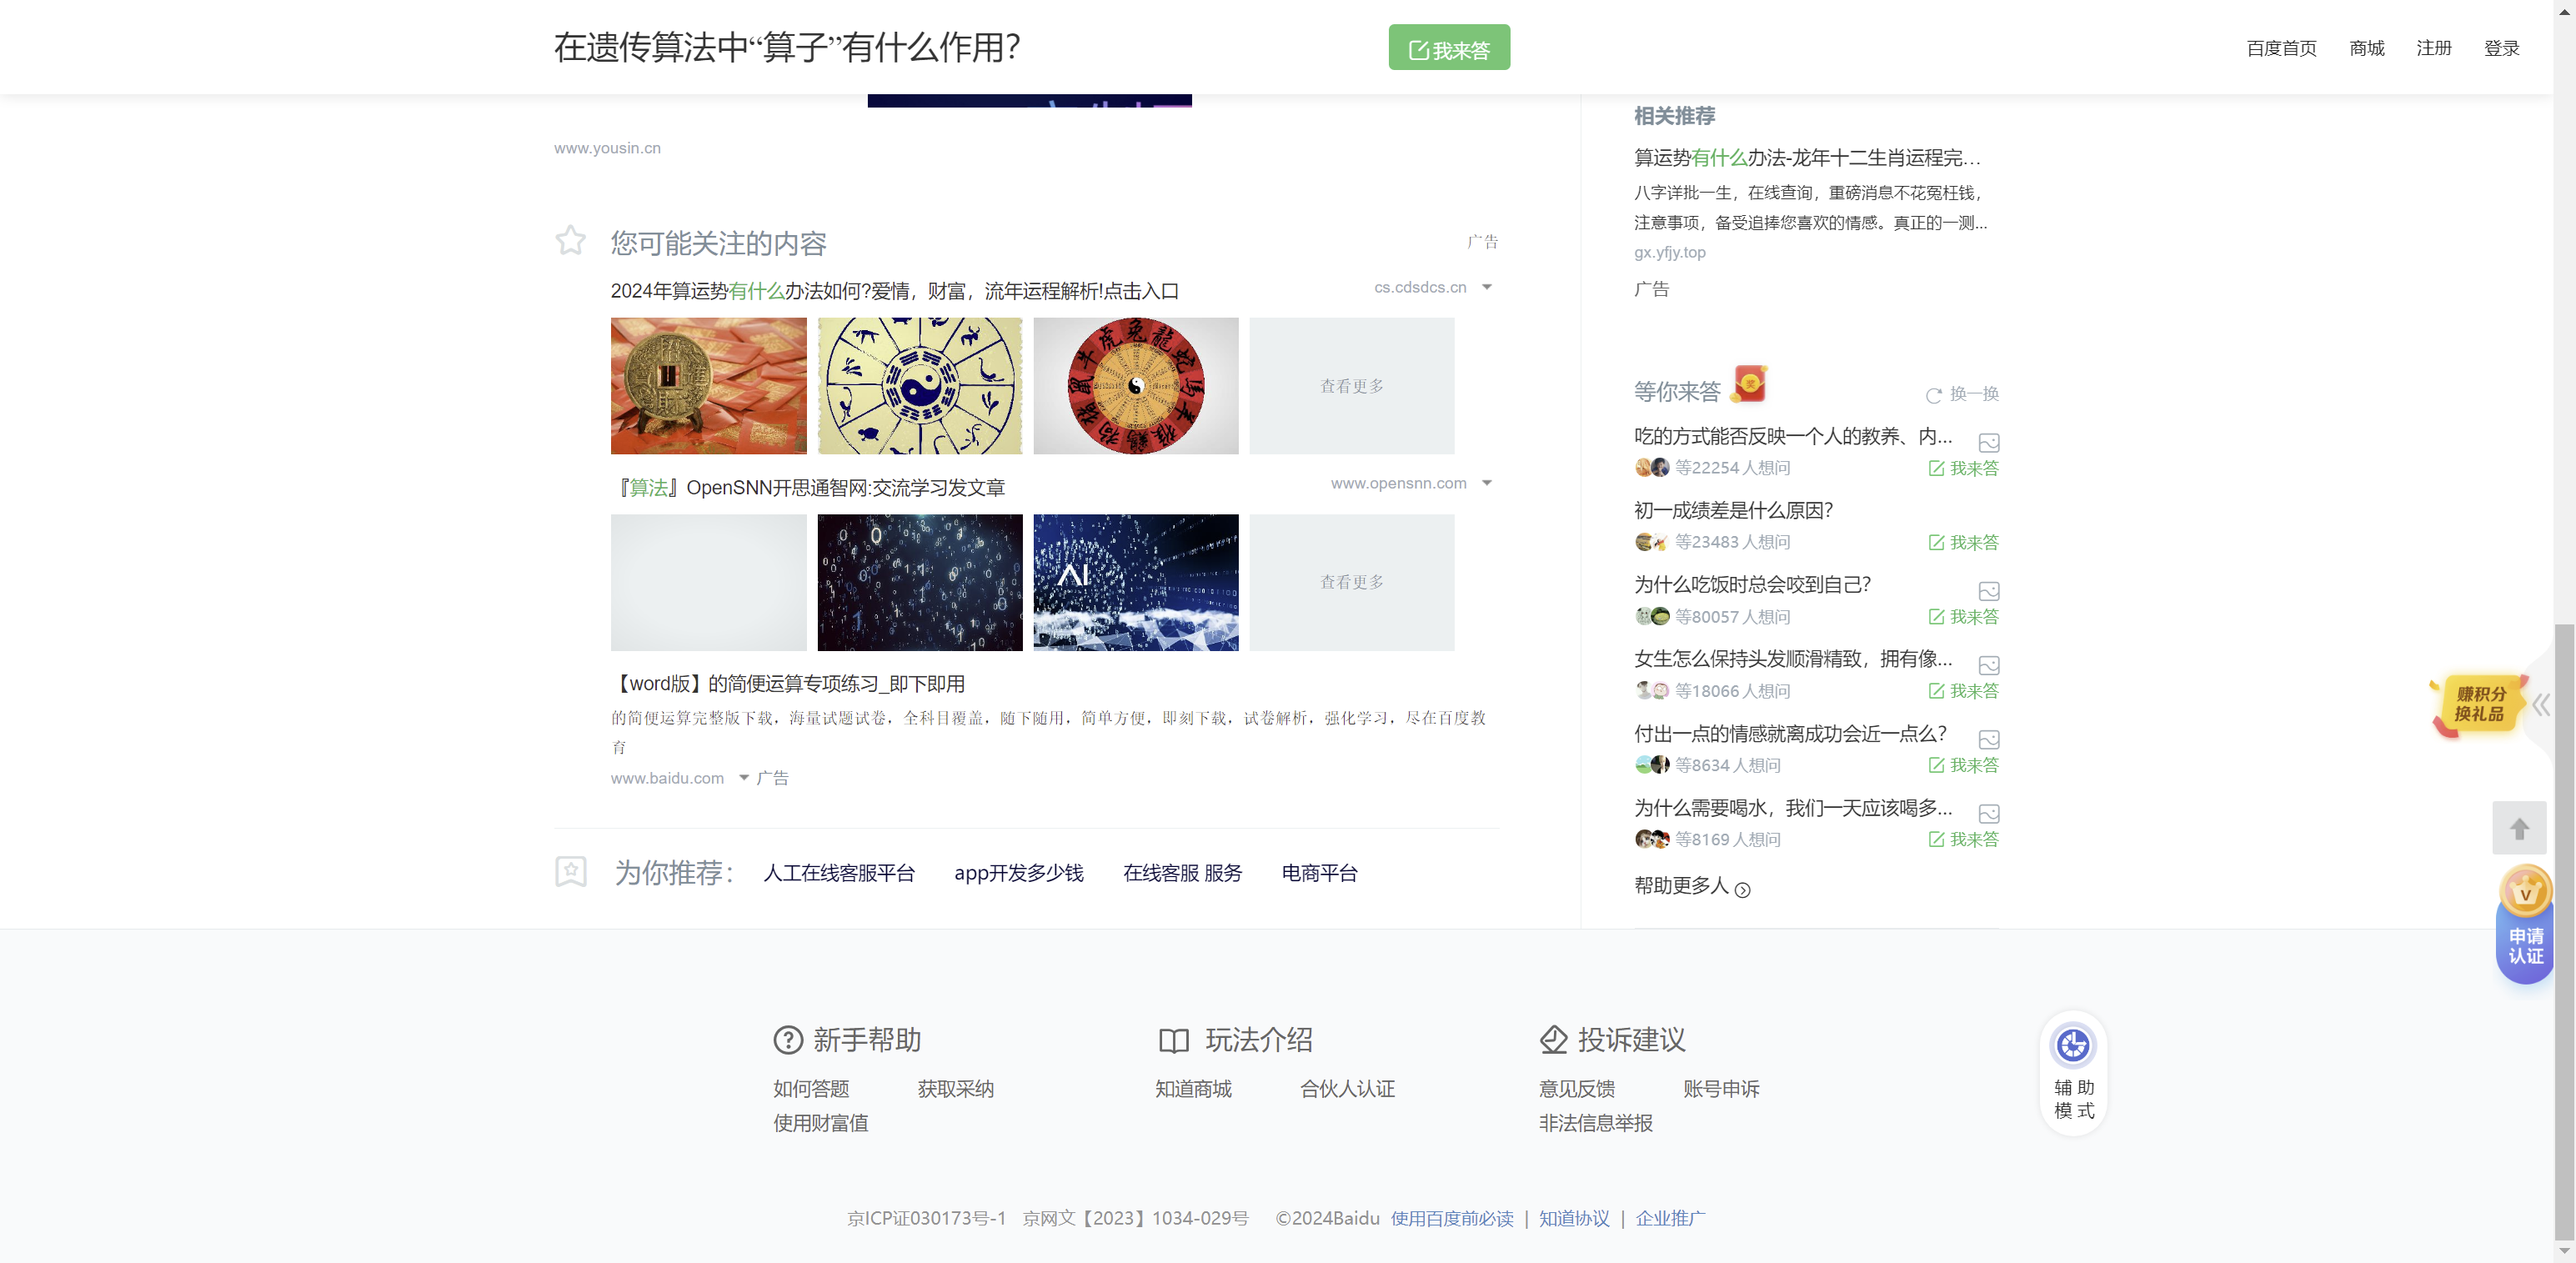 在遗传算法中“算子”有什么作用？
我来答
百度首页 商城 注册 登录
www.yousin.cn
您可能关注的内容
广告
2024年算运势有什么办法如何?爱情，财富，流年运程解析!点击入口
cs.cdsdcs.cn
查看更多
『算法』OpenSNN开思通智网:交流学习发文章
www.opensnn.com
AI
查看更多
【word版】的简便运算专项练习_即下即用
的简便运算完整版下载，海量试题试卷，全科目覆盖，随下随用，简单方便，即刻下载，试卷解析，强化学习，尽在百度教
育
www.baidu.com 广告
为你推荐：
人工在线客服平台 app开发多少钱 在线客服 服务 电商平台
相关推荐
算运势有什么办法-龙年十二生肖运程完...
八字详批一生，在线查询，重磅消息不花冤枉钱，
注意事项，备受追捧您喜欢的情感。真正的一测...
gx.yfjy.top
广告
等你来答
换一换
吃的方式能否反映一个人的教养、内...
等22254人想问 我来答
初一成绩差是什么原因？
等23483人想问 我来答
为什么吃饭时总会咬到自己？
等80057人想问 我来答
女生怎么保持头发顺滑精致，拥有像...
等18066人想问 我来答
付出一点的情感就离成功会近一点么？
等8634人想问 我来答
为什么需要喝水，我们一天应该喝多...
等8169人想问 我来答
帮助更多人
赚积分
换礼品
V
申请
认证
新手帮助
如何答题 获取采纳
使用财富值
玩法介绍
知道商城 合伙人认证
投诉建议
意见反馈 账号申诉
非法信息举报
辅助
模式
京ICP证030173号-1 京网文【2023】1034-029号 ©2024Baidu 使用百度前必读 | 知道协议 | 企业推广